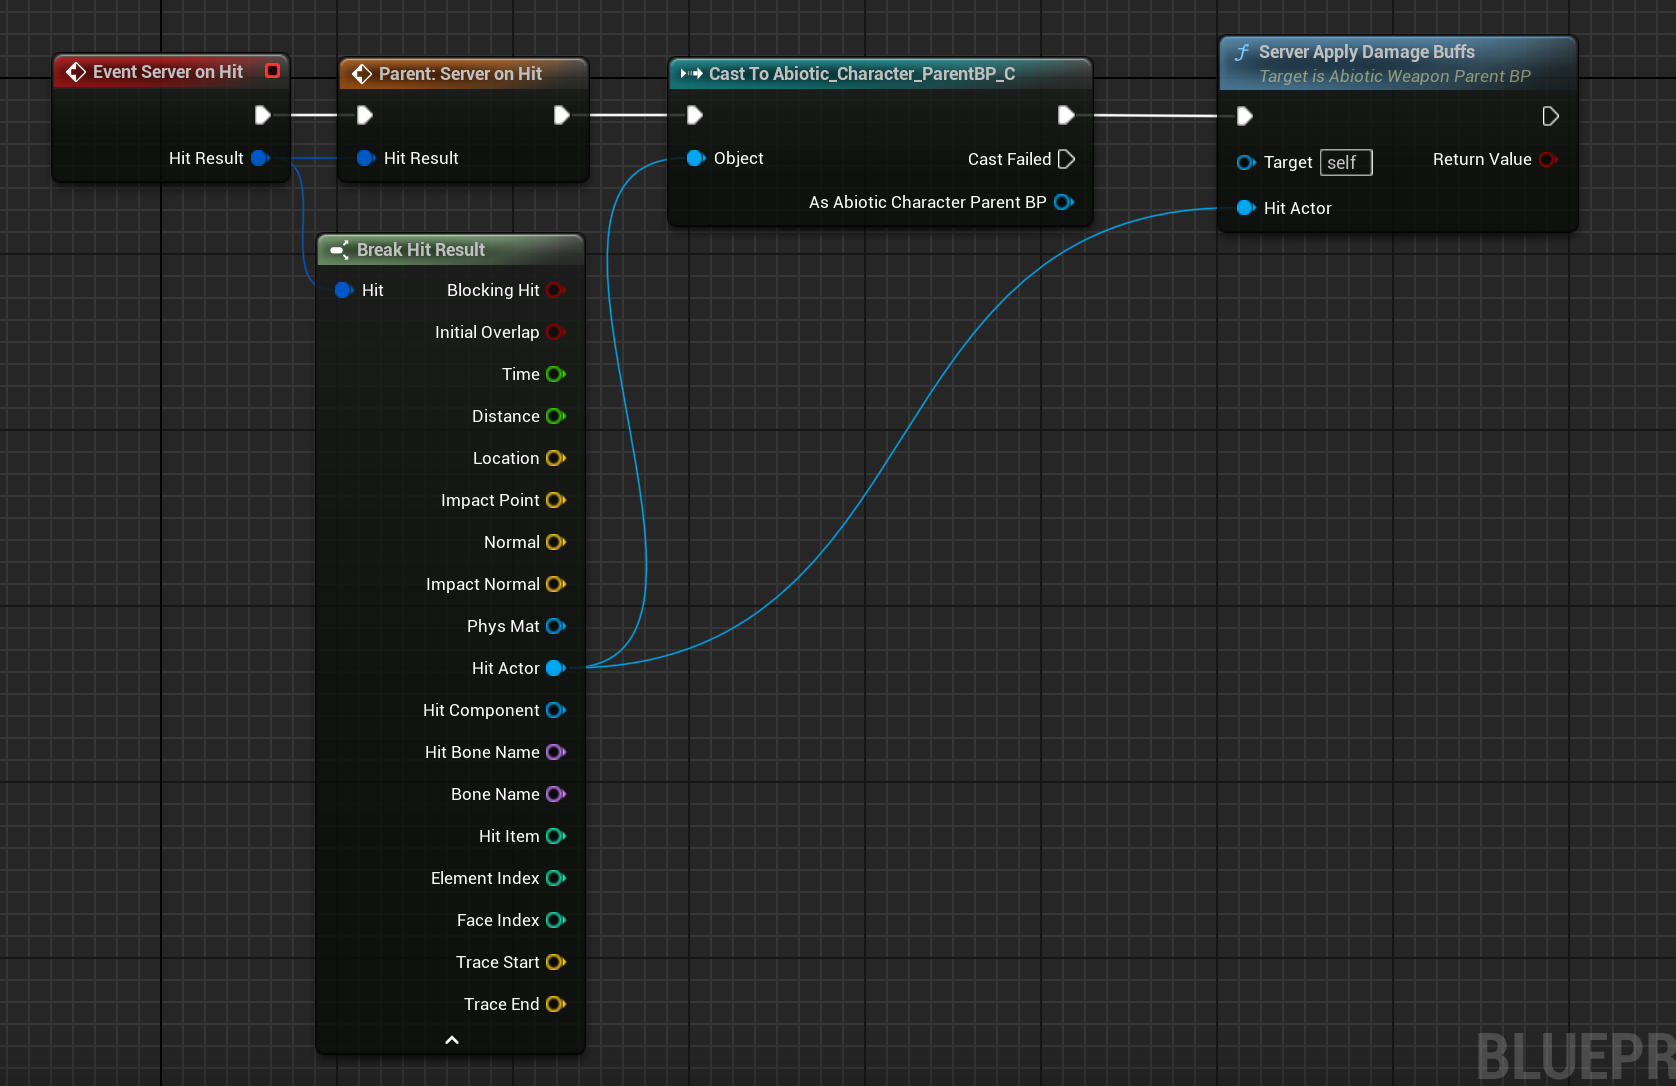 Event Server on Hit
Hit Result
Parent: Server on Hit
Hit Result
Cast To Abiotic_Character_ParentBP_C
Object
Cast Failed
As Abiotic Character Parent BP
Server Apply Damage Buffs
Target is Abiotic Weapon Parent BP
Target self
Return Value
Hit Actor
Break Hit Result
Hit
Blocking Hit
Initial Overlap
Time
Distance
Location
Impact Point
Normal
Impact Normal
Phys Mat
Hit Actor
Hit Component
Hit Bone Name
Bone Name
Hit Item
Element Index
Face Index
Trace Start
Trace End
BLUEPR